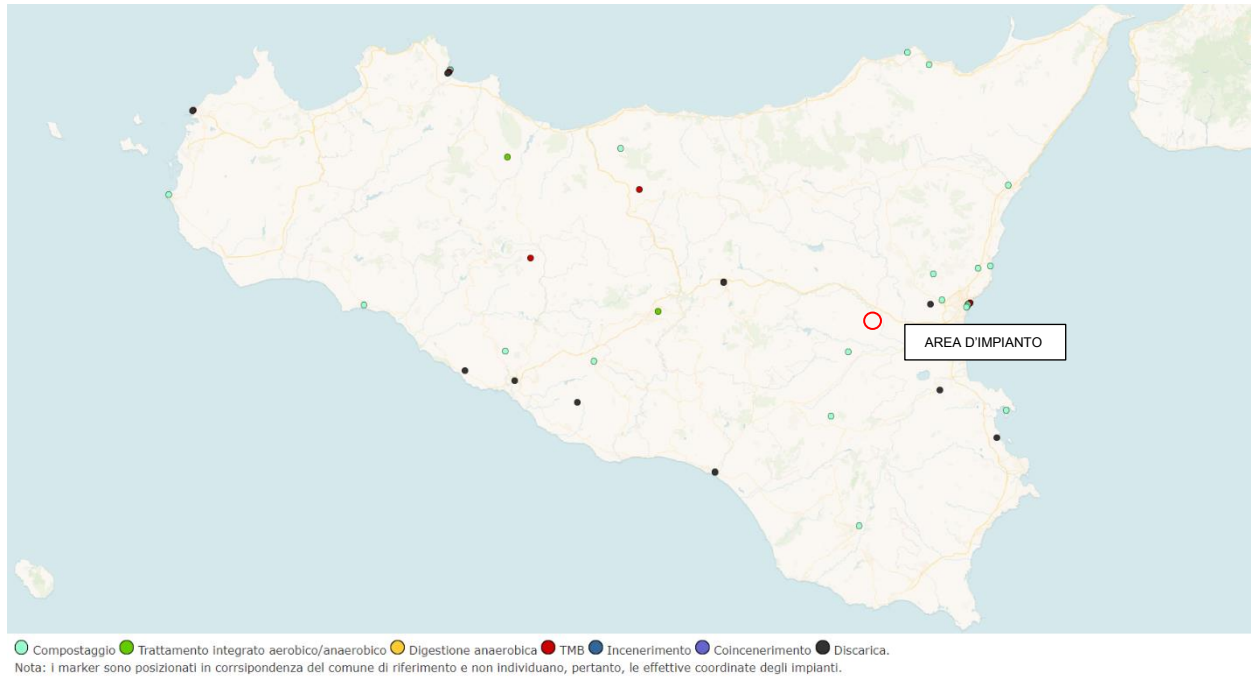 AREA D'IMPIANTO
Compostaggio Trattamento integrato aerobico/anaerobico Digestione anaerobica TMB Incenerimento Coincenerimento Discarica.
Nota: i marker sono posizionati in corrsipondenza del comune di riferimento e non individuano, pertanto, le effettive coordinate degli impianti.